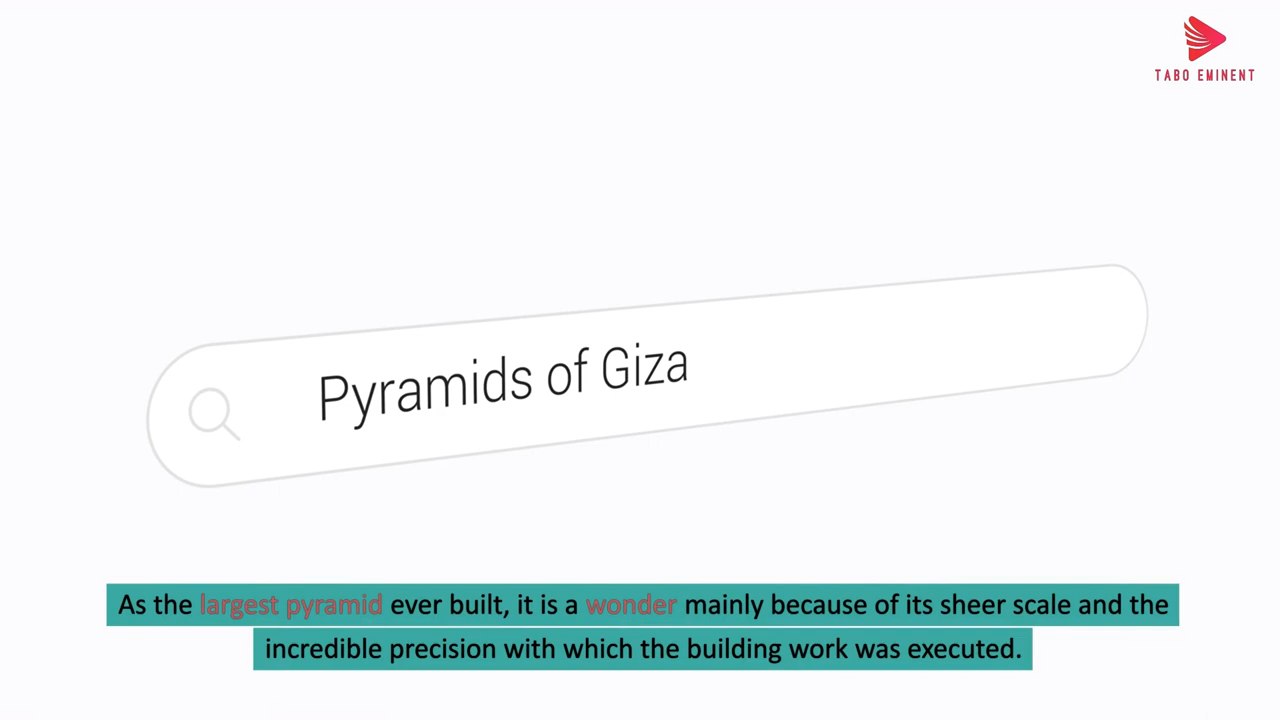 TABO EMINENT
Pyramids of Giza
As the largest pyramid ever built, it is a wonder mainly because of its sheer scale and the
incredible precision with which the building work was executed.